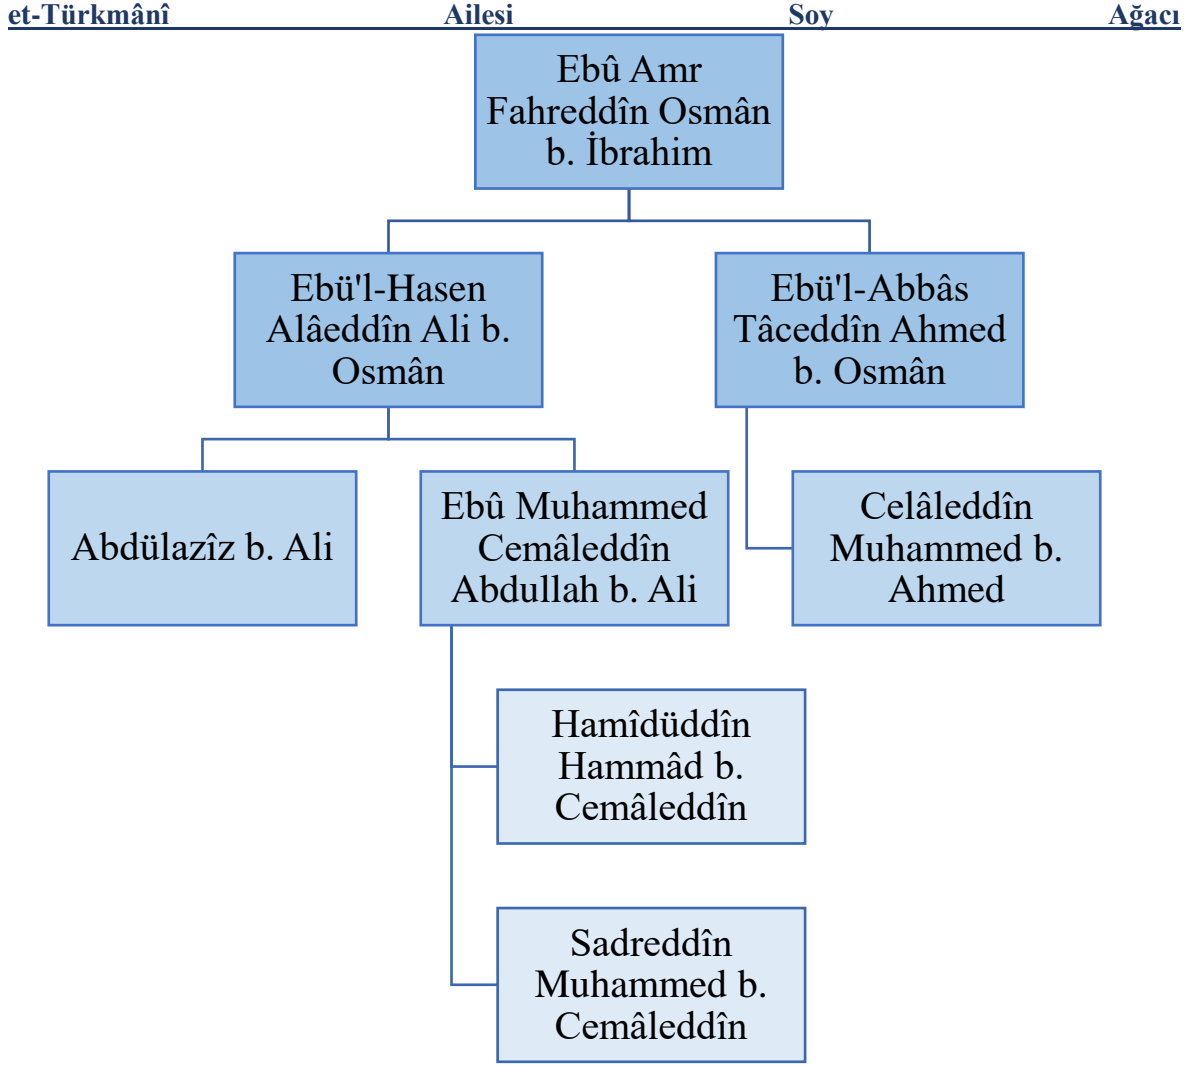 et-Türkmânî Ailesi Soy Ağacı
Ebû Amr
Fahreddîn Osmân
b. İbrahim
Ebü'l-Hasen
Alâeddîn Ali b.
Osmân
Ebü'l-Abbâs
Tâceddîn Ahmed
b. Osmân
Abdülazîz b. Ali
Ebû Muhammed
Cemâleddîn
Abdullah b. Ali
Celâleddîn
Muhammed b.
Ahmed
Hamîdüddîn
Hammâd b.
Cemâleddîn
Sadreddîn
Muhammed b.
Cemâleddîn